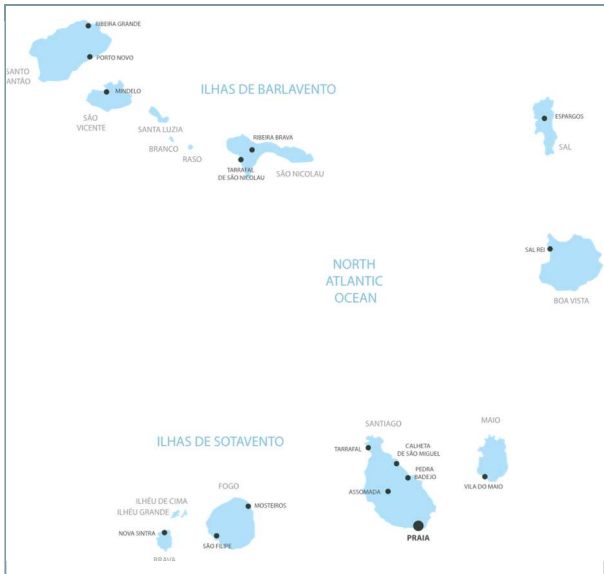 RIBEIRA GRANDE
PORTO NOVO
SANTO
ANTÃO
MINDELO
SÃO
VICENTE
ILHAS DE BARLAVENTO
SANTA LUZIA
BRANCO
RASO
RIBEIRA BRAVA
TARRAFAL
DE SÃO NICOLAU
SÃO NICOLAU
ESPARGOS
SAL
SAL REI
BOA VISTA
NORTH
ATLANTIC
OCEAN
ILHAS DE SOTAVENTO
SANTIAGO
MAIO
TARRAFAL
CALHETA
DE SÃO MIGUEL
PEDRA
BADEJO
ASSOMADA
VILA DO MAIO
PRAIA
FOGO
MOSTEIROS
SÃO FILIPE
ILHÉU DE CIMA
ILHÉU GRANDE
NOVA SINTRA
BRAVA